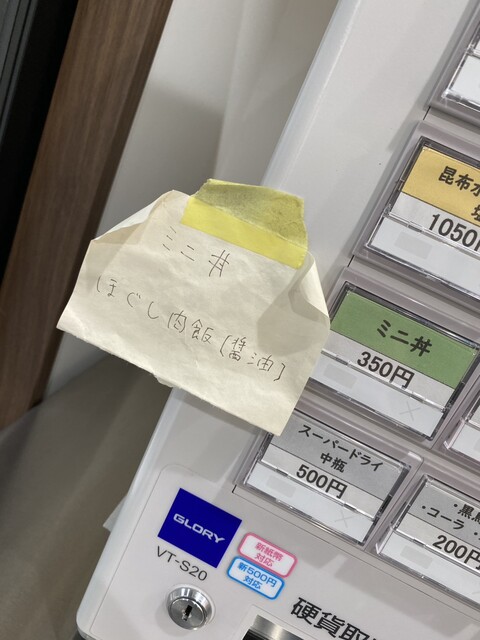 ミニ丼
ほぐし肉飯［醤油］
昆布水
1050円
ミニ丼
350円
スーパードライ
中瓶
500円
・コーラ・
200円
GLORY
VT-S20
新紙幣
対応
新500円
対応
硬貨取